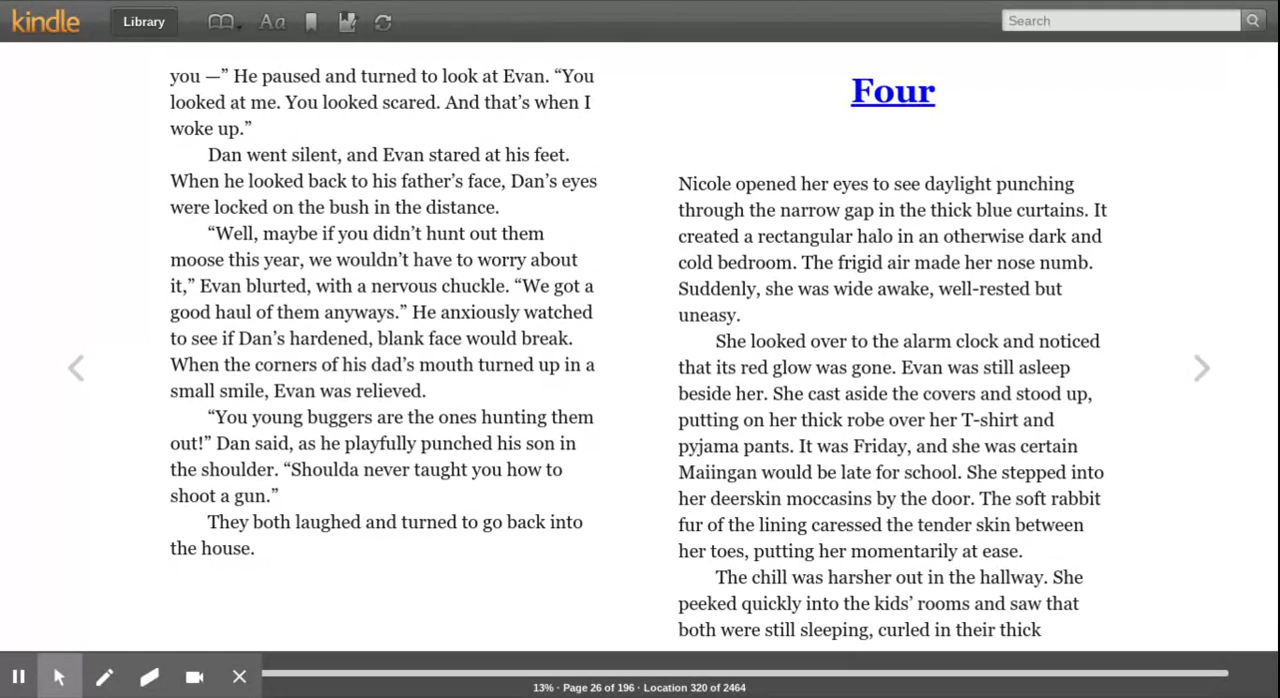 kindle
Library
Aa
Search
you —” He paused and turned to look at Evan. “You
looked at me. You looked scared. And that’s when I
woke up.”
Dan went silent, and Evan stared at his feet.
When he looked back to his father’s face, Dan’s eyes
were locked on the bush in the distance.
“Well, maybe if you didn’t hunt out them
moose this year, we wouldn’t have to worry about
it,” Evan blurted, with a nervous chuckle. “We got a
good haul of them anyways.” He anxiously watched
to see if Dan’s hardened, blank face would break.
When the corners of his dad’s mouth turned up in a
small smile, Evan was relieved.
“You young buggers are the ones hunting them
out!” Dan said, as he playfully punched his son in
the shoulder. “Shoulda never taught you how to
shoot a gun.”
They both laughed and turned to go back into
the house.
Four
Nicole opened her eyes to see daylight punching
through the narrow gap in the thick blue curtains. It
created a rectangular halo in an otherwise dark and
cold bedroom. The frigid air made her nose numb.
Suddenly, she was wide awake, well-rested but
uneasy.
She looked over to the alarm clock and noticed
that its red glow was gone. Evan was still asleep
beside her. She cast aside the covers and stood up,
putting on her thick robe over her T-shirt and
pyjama pants. It was Friday, and she was certain
Maiingan would be late for school. She stepped into
her deerskin moccasins by the door. The soft rabbit
fur of the lining caressed the tender skin between
her toes, putting her momentarily at ease.
The chill was harsher out in the hallway. She
peeked quickly into the kids’ rooms and saw that
both were still sleeping, curled in their thick
13% · Page 26 of 196 · Location 320 of 2464